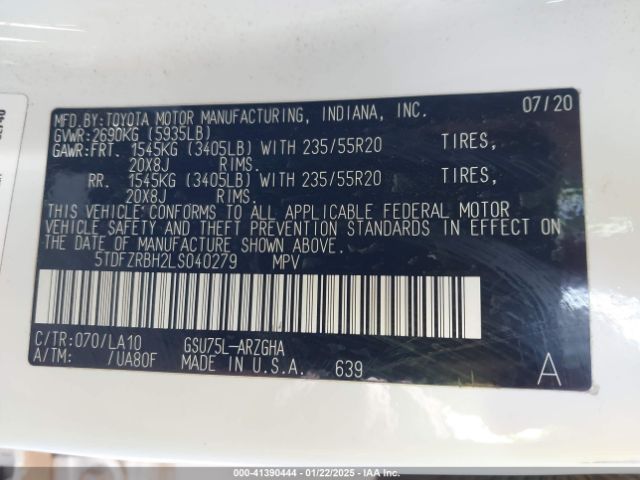 MFD.BY:TOYOTA MOTOR MANUFACTURING, INDIANA, INC. 07/20
GVWR:2690KG (5935LB)
GAWR:FRT. 1545KG (3405LB) WITH 235/55R20 TIRES,
20X8J RIMS.
RR. 1545KG (3405LB) WITH 235/55R20 TIRES,
20X8J RIMS.
THIS VEHICLE CONFORMS TO ALL APPLICABLE FEDERAL MOTOR
VEHICLE SAFETY AND THEFT PREVENTION STANDARDS IN EFFECT ON
THE DATE OF MANUFACTURE SHOWN ABOVE.
5TDFZRBH2LS040279 MPV
C/TR:070/LA10 GSU75L-ARZGHA
A/TM: /UA80F MADE IN U.S.A. 639 A
000-41390444 - 01/22/2025 - IAA Inc.